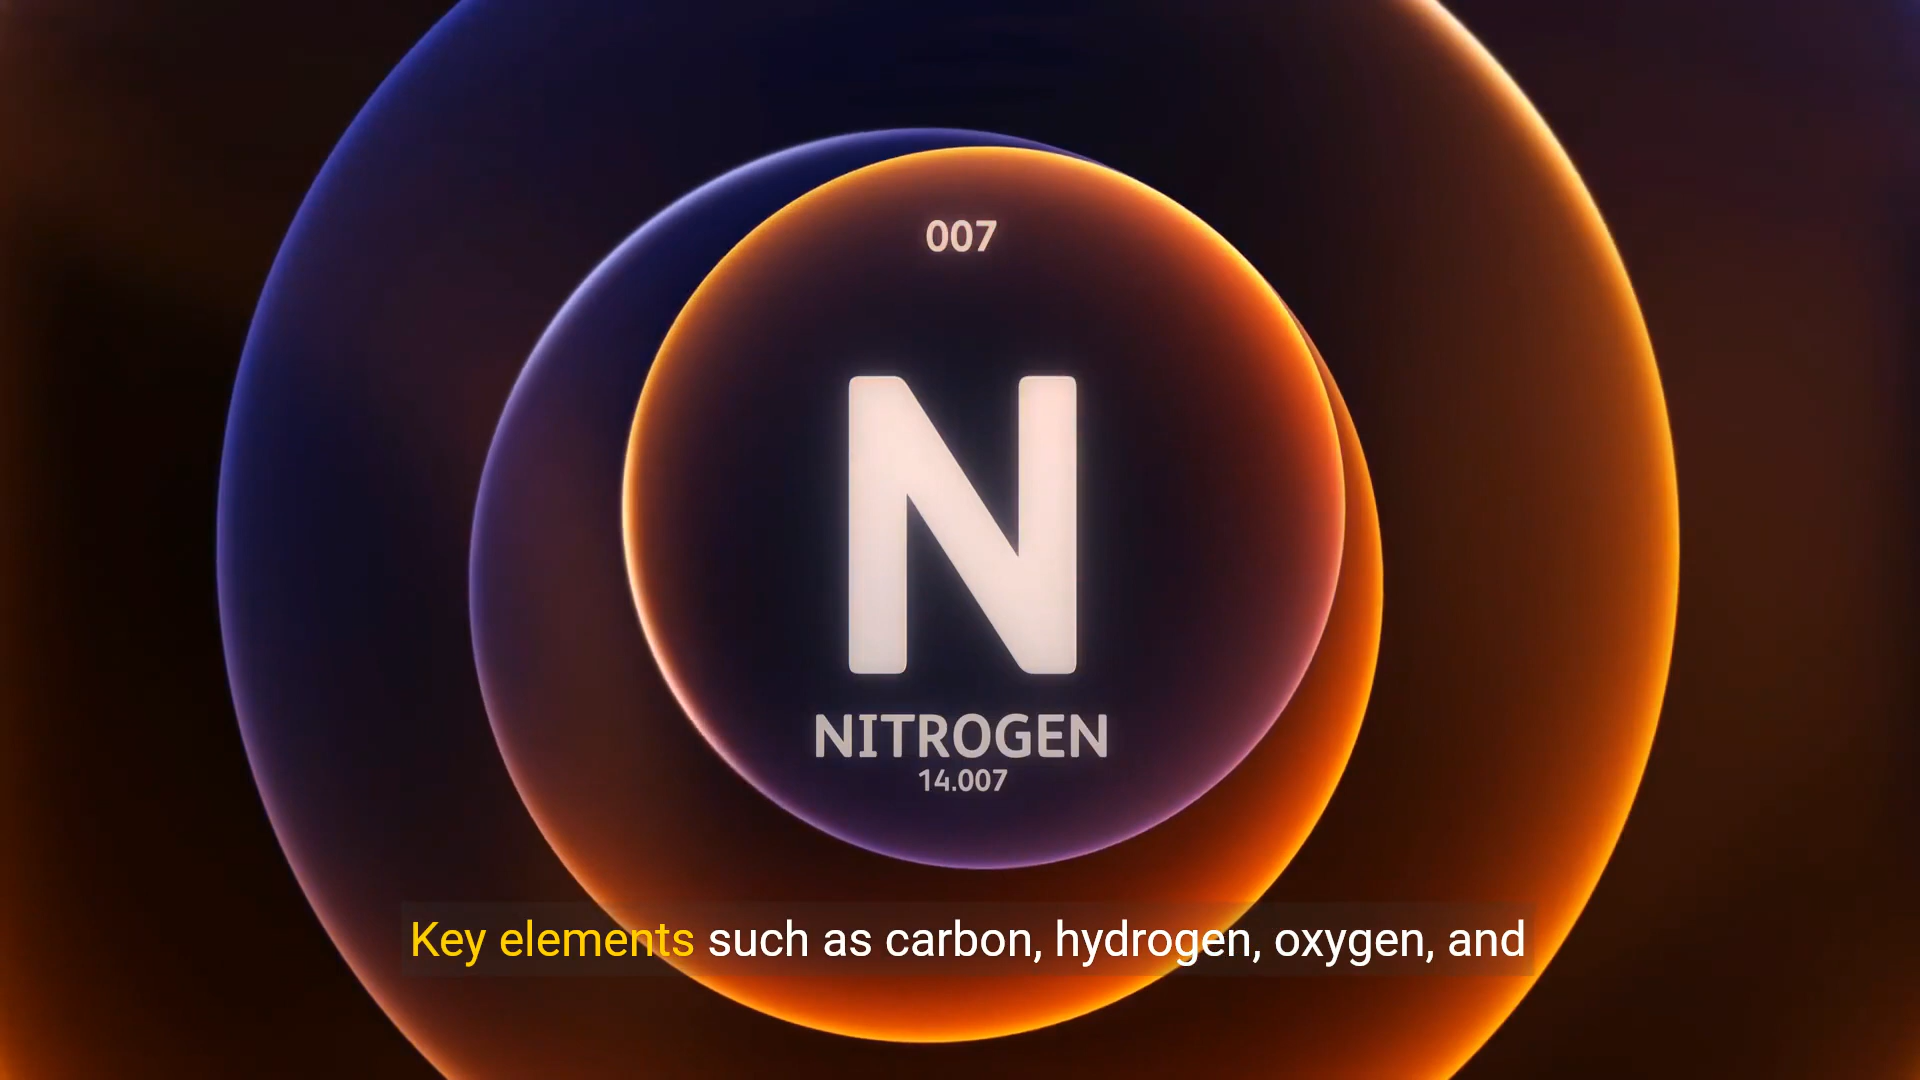 007
N
NITROGEN
14.007
Key elements such as carbon, hydrogen, oxygen, and